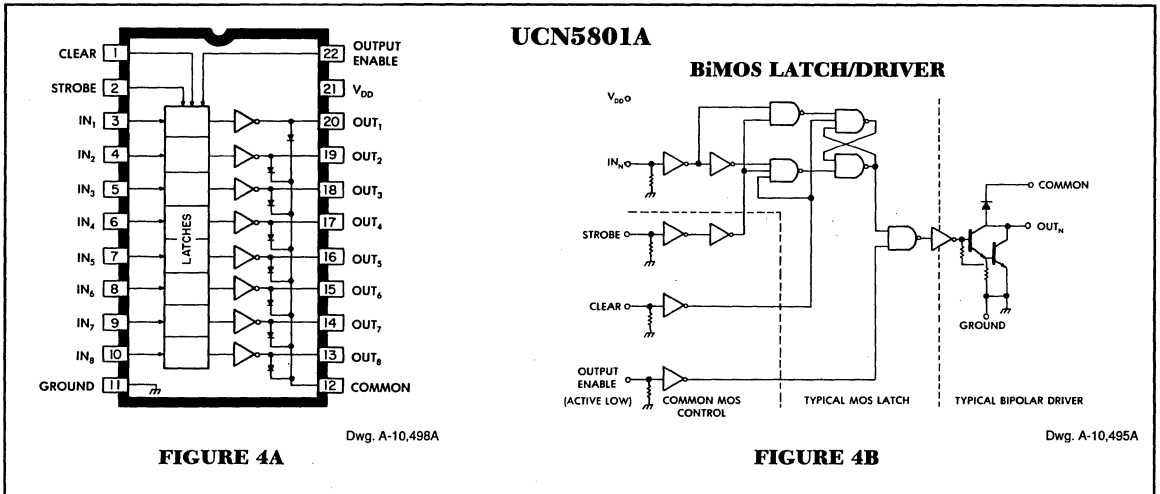 UCN5801A
BiMOS LATCH/DRIVER
CLEAR 1
STROBE 2
IN₁ 3
IN₂ 4
IN₃ 5
IN₄ 6
IN₅ 7
IN₆ 8
IN₇ 9
IN₈ 10
GROUND 11
LATCHES
22 OUTPUT ENABLE
21 V_DD
20 OUT₁
19 OUT₂
18 OUT₃
17 OUT₄
16 OUT₅
15 OUT₆
14 OUT₇
13 OUT₈
12 COMMON
Dwg. A-10,498A
FIGURE 4A
V_DD
IN_N
STROBE
CLEAR
OUTPUT
ENABLE
(ACTIVE LOW)
COMMON MOS
CONTROL
TYPICAL MOS LATCH
TYPICAL BIPOLAR DRIVER
COMMON
OUT_N
GROUND
Dwg. A-10,495A
FIGURE 4B